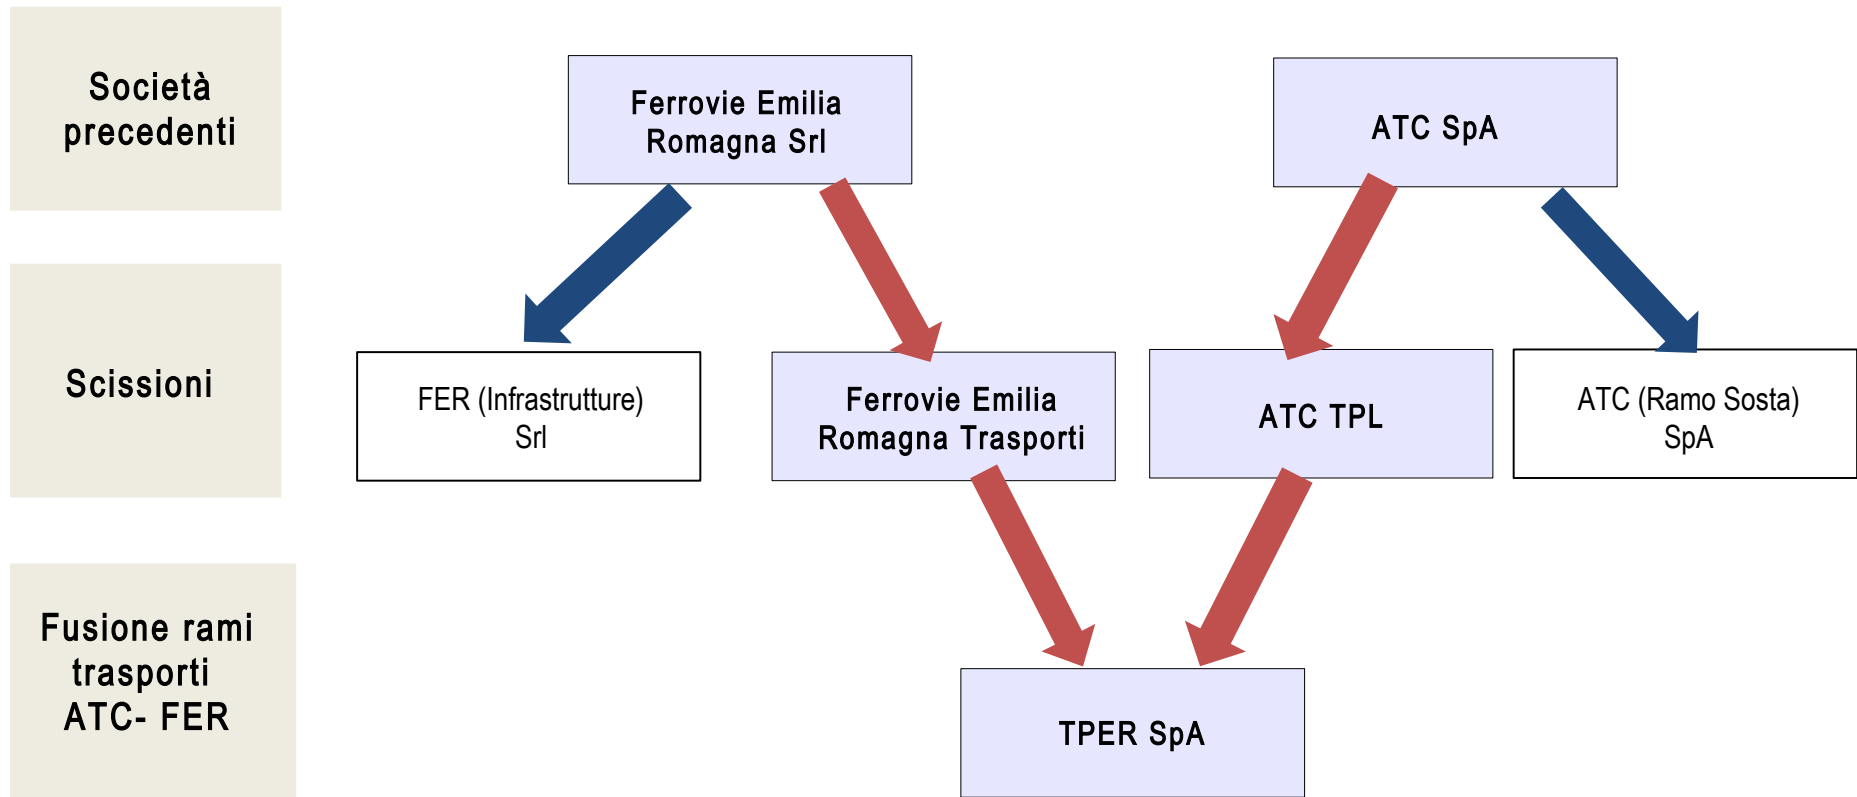 Società
precedenti
Ferrovie Emilia
Romagna Srl
ATC SpA
Scissioni
FER (Infrastrutture)
Srl
Ferrovie Emilia
Romagna Trasporti
ATC TPL
ATC (Ramo Sosta)
SpA
Fusione rami
trasporti
ATC- FER
TPER SpA